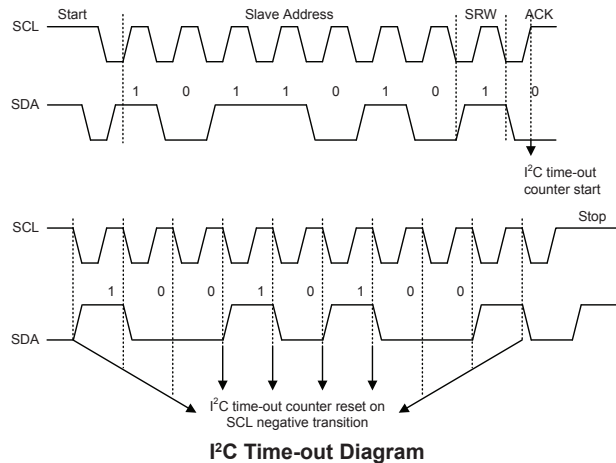 Start Slave Address SRW ACK
SCL
1 0 1 1 0 1 0 1 0
SDA
I²C time-out
counter start
Stop
SCL
1 0 0 1 0 1 0 0
SDA
I²C time-out counter reset on
SCL negative transition
I²C Time-out Diagram